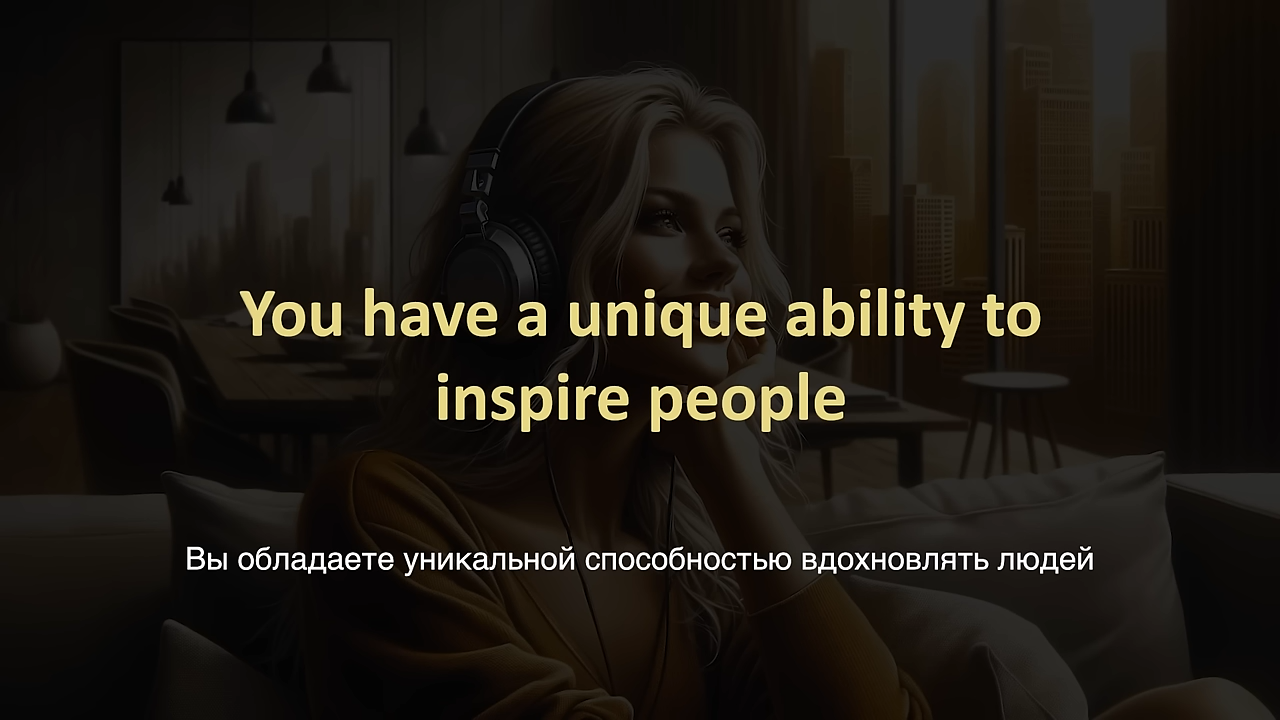 You have a unique ability to
inspire people
Вы обладаете уникальной способностью вдохновлять людей